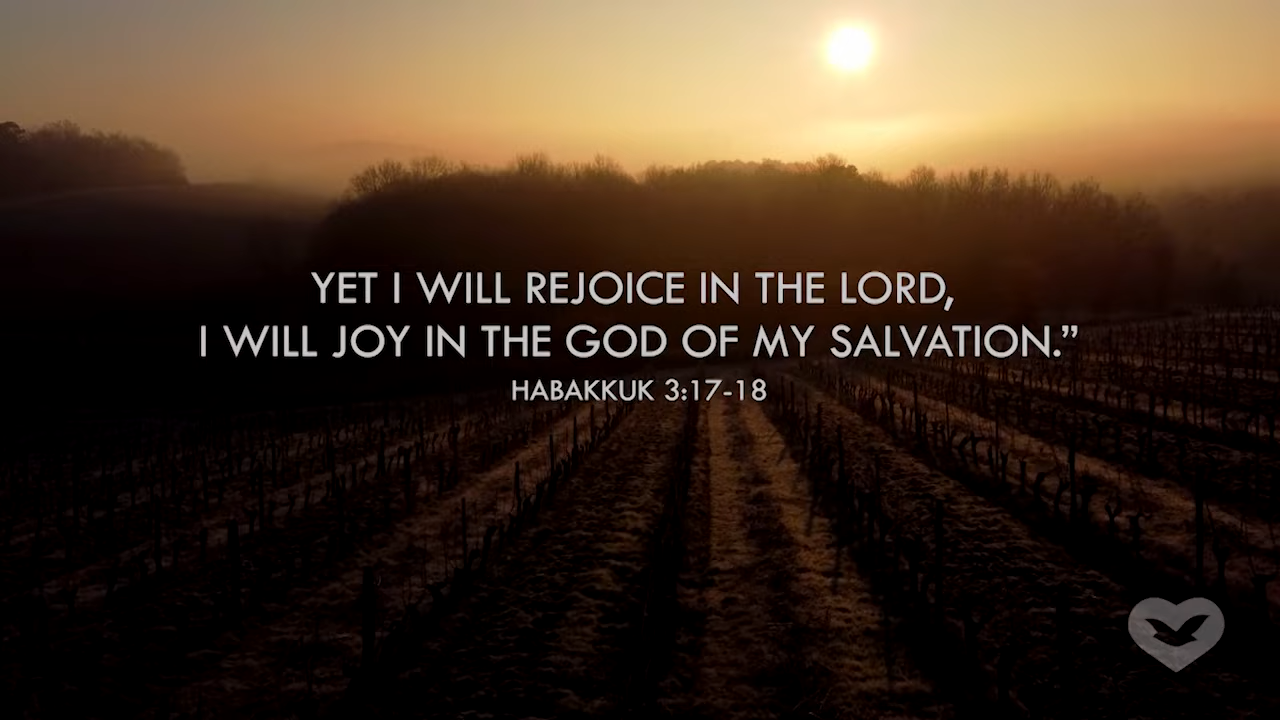 YET I WILL REJOICE IN THE LORD,
I WILL JOY IN THE GOD OF MY SALVATION.”
HABAKKUK 3:17-18